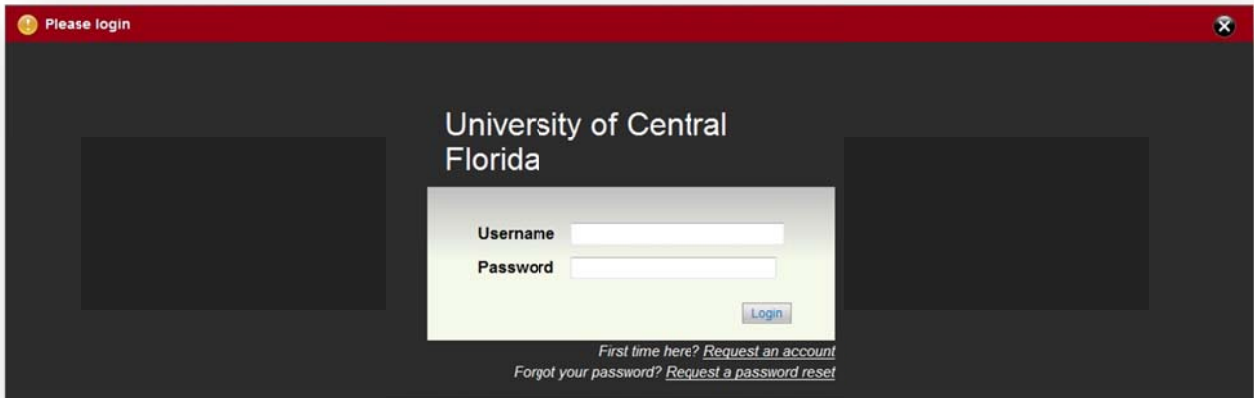 Please login
University of Central
Florida
Username
Password
Login
First time here? Request an account
Forgot your password? Request a password reset